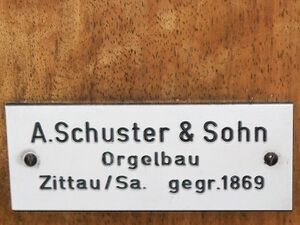 A.Schuster & Sohn
Orgelbau
Zittau/Sa. gegr.1869